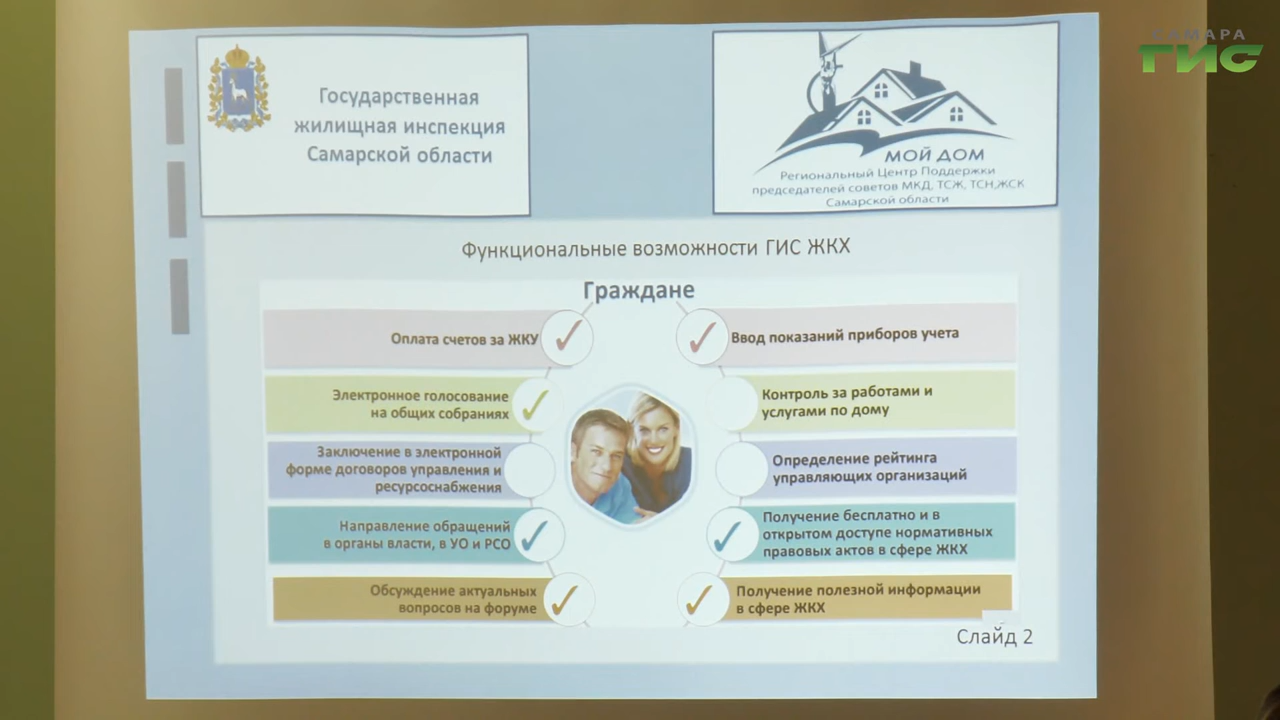 САМАРА
ГИС
Государственная
жилищная инспекция
Самарской области
МОЙ ДОМ
Региональный Центр Поддержки
председателей советов МКД, ТСЖ, ТСН,ЖСК
Самарской области
Функциональные возможности ГИС ЖКХ
Граждане
Оплата счетов за ЖКУ
Ввод показаний приборов учета
Электронное голосование
на общих собраниях
Контроль за работами и
услугами по дому
Заключение в электронной
форме договоров управления и
ресурсоснабжения
Определение рейтинга
управляющих организаций
Направление обращений
в органы власти, в УО и РСО
Получение бесплатно и в
открытом доступе нормативных
правовых актов в сфере ЖКХ
Обсуждение актуальных
вопросов на форуме
Получение полезной информации
в сфере ЖКХ
Слайд 2